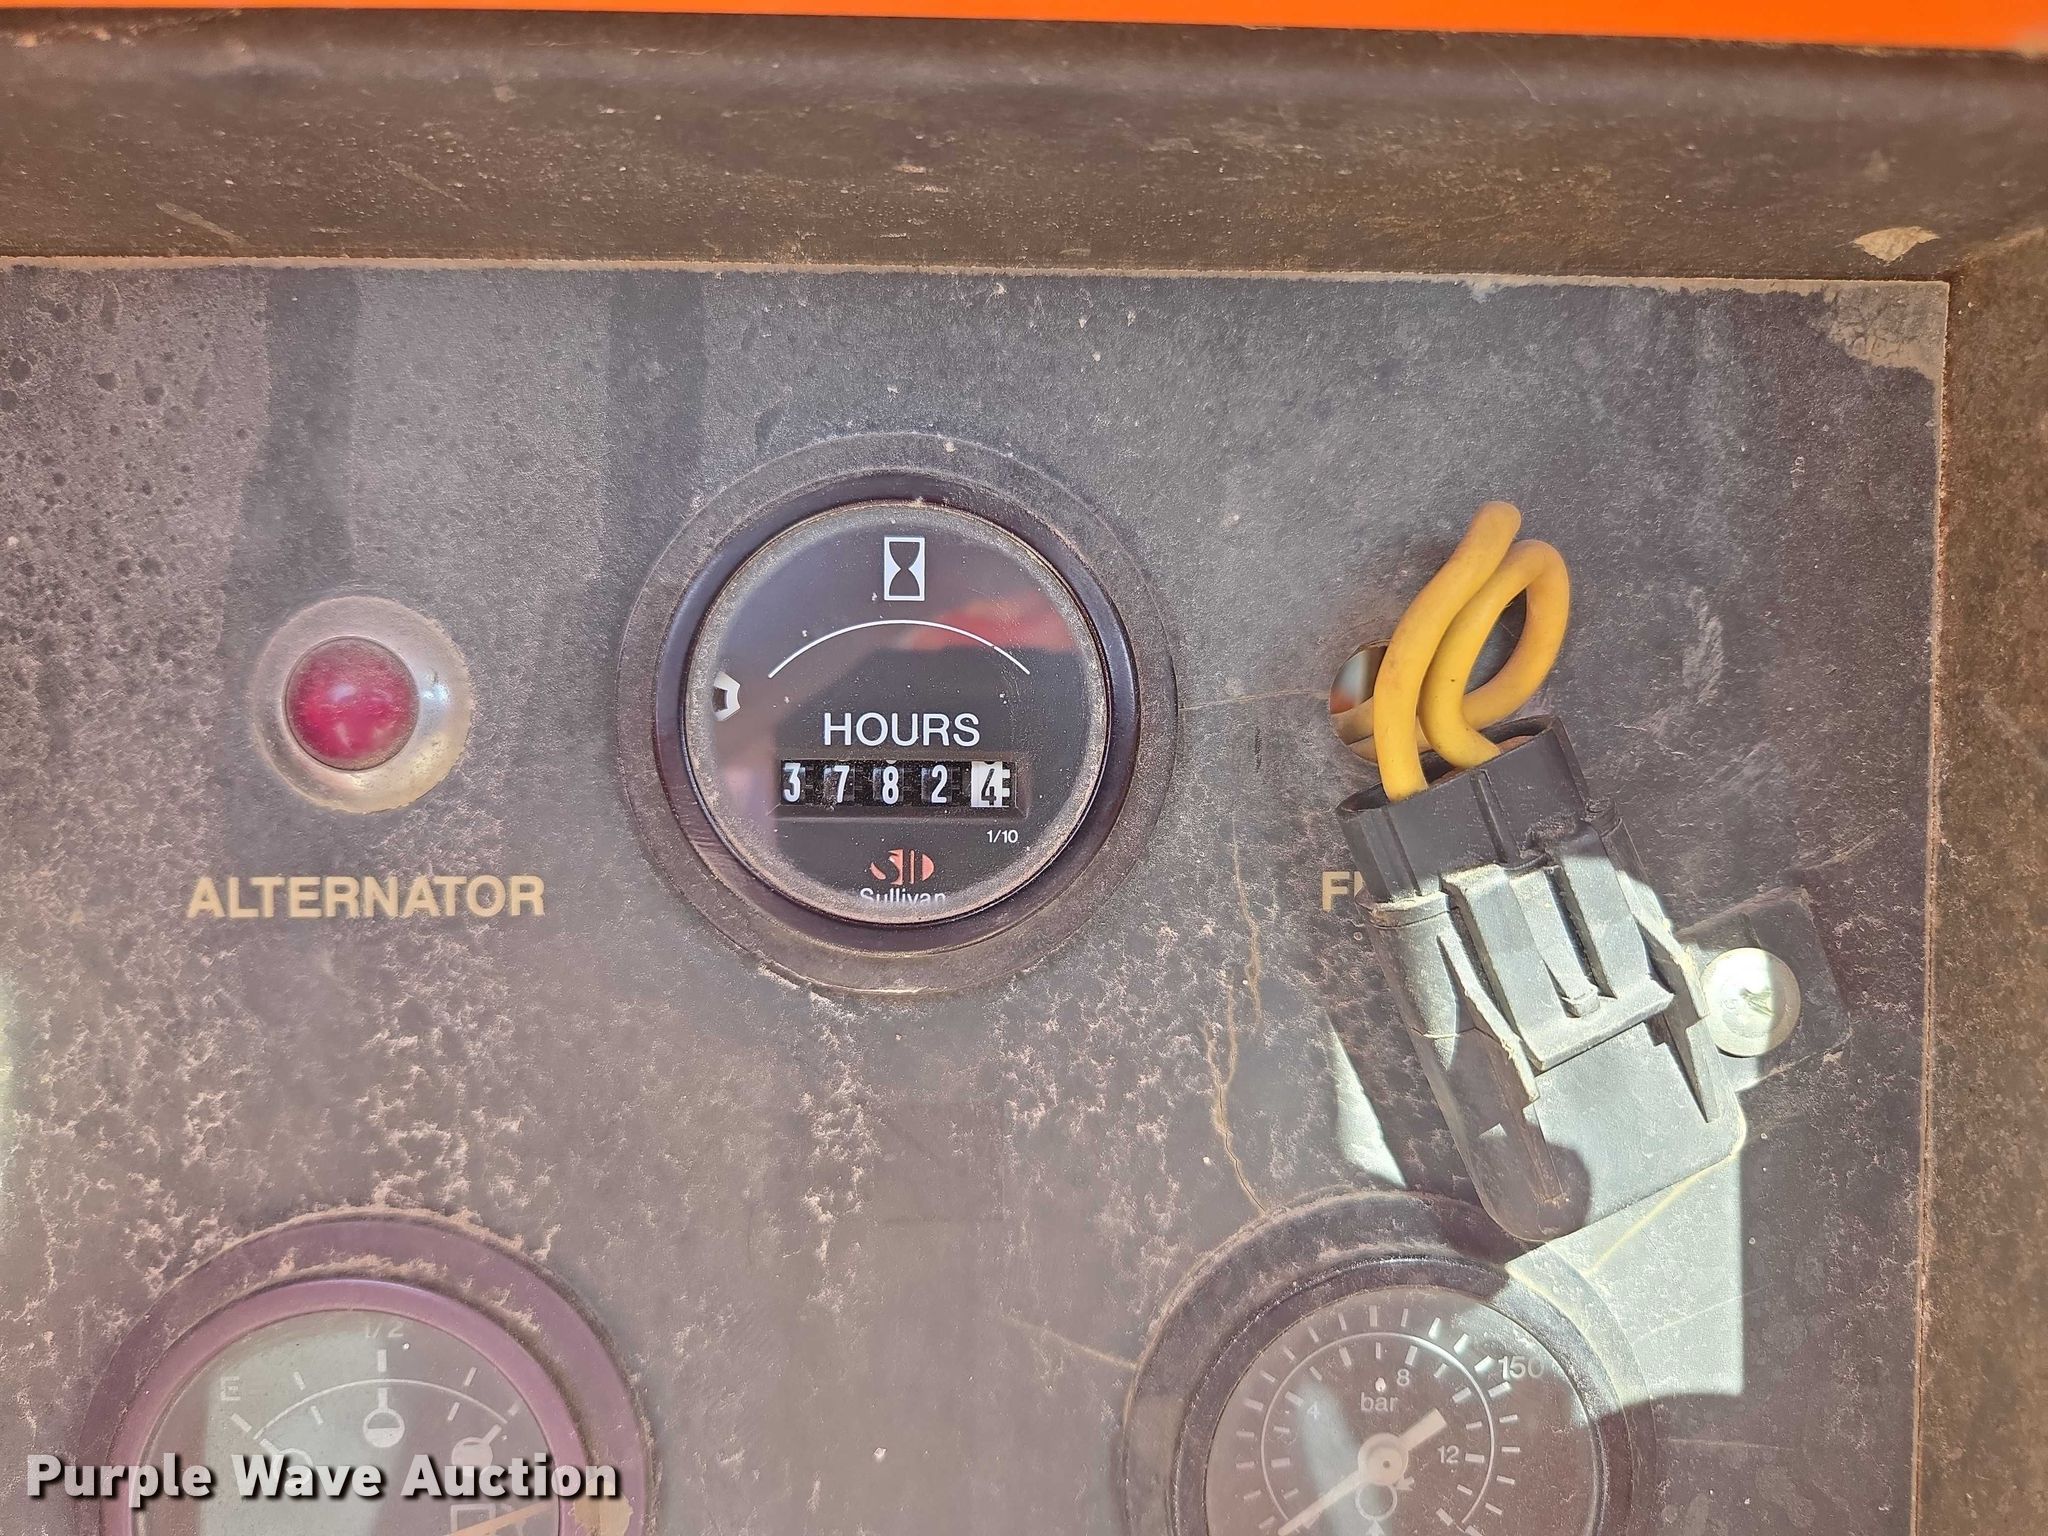 HOURS
3 7 8 2 4
1/10
SD
Sullivan
ALTERNATOR
E
1/2
150
8
bar
4
12
Purple Wave Auction